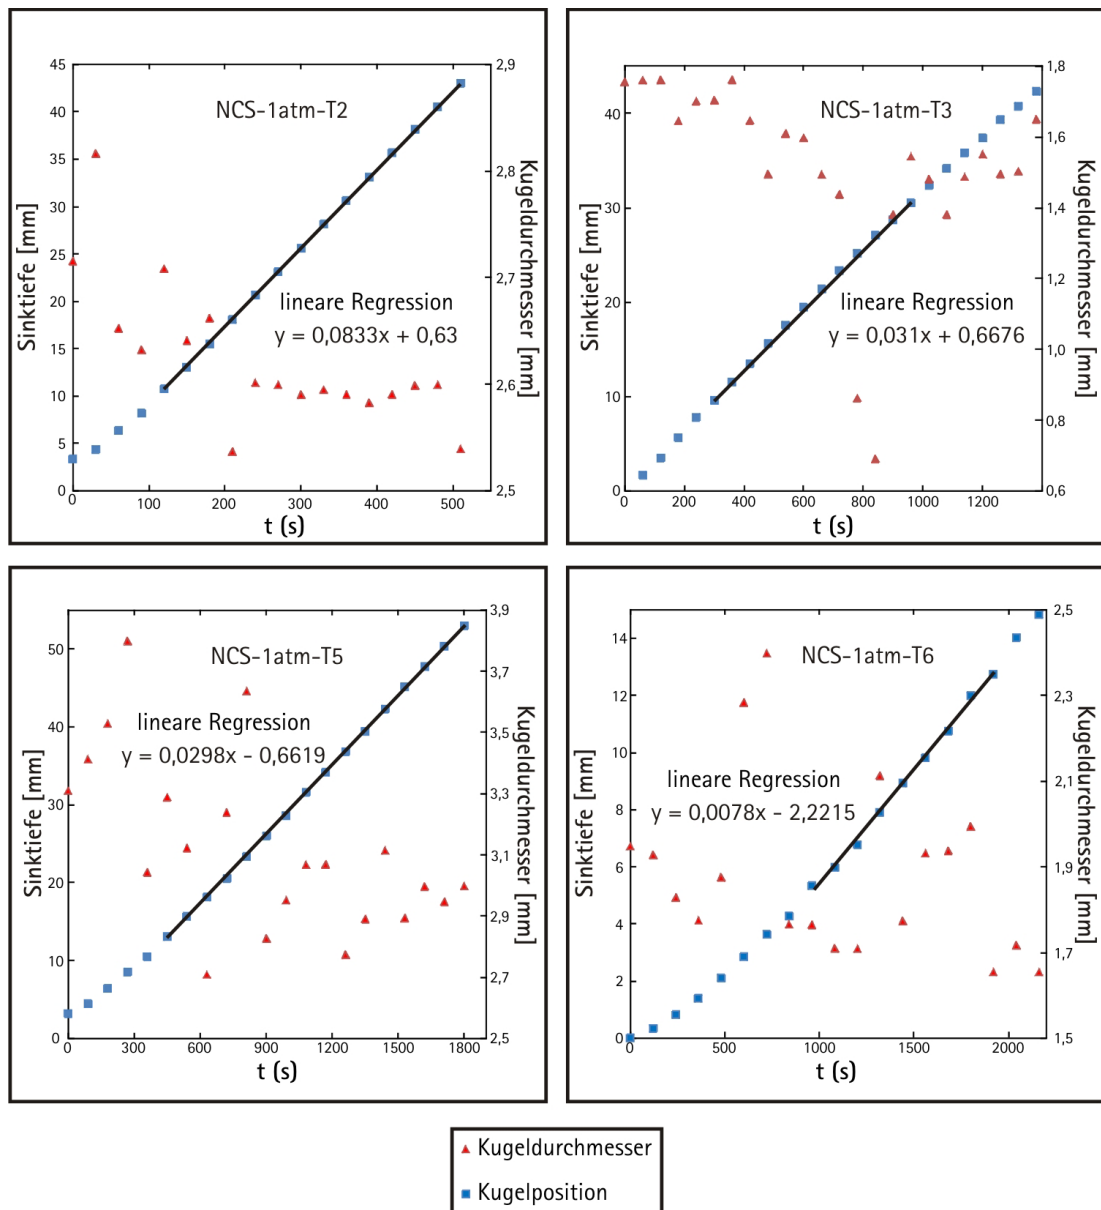 NCS-1atm-T2
lineare Regression
y = 0,0833x + 0,63
Sinktiefe [mm]
Kugeldurchmesser [mm]
45
40
35
30
25
20
15
10
5
0
2,9
2,8
2,7
2,6
2,5
0 100 200 300 400 500
t (s)
NCS-1atm-T3
lineare Regression
y = 0,031x + 0,6676
Sinktiefe [mm]
Kugeldurchmesser [mm]
40
30
20
10
0
1,8
1,6
1,4
1,2
1,0
0,8
0,6
0 200 400 600 800 1000 1200
t (s)
NCS-1atm-T5
lineare Regression
y = 0,0298x - 0,6619
Sinktiefe [mm]
Kugeldurchmesser [mm]
50
40
30
20
10
0
3,9
3,7
3,5
3,3
3,1
2,9
2,7
2,5
0 300 600 900 1200 1500 1800
t (s)
NCS-1atm-T6
lineare Regression
y = 0,0078x - 2,2215
Sinktiefe [mm]
Kugeldurchmesser [mm]
14
12
10
8
6
4
2
0
2,5
2,3
2,1
1,9
1,7
1,5
0 500 1000 1500 2000
t (s)
Kugeldurchmesser
Kugelposition